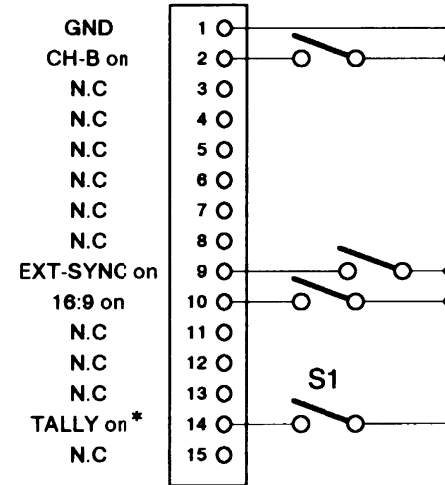 GND 1
CH-B on 2
N.C 3
N.C 4
N.C 5
N.C 6
N.C 7
N.C 8
EXT-SYNC on 9
16:9 on 10
N.C 11
N.C 12
N.C 13
S1
TALLY on* 14
N.C 15